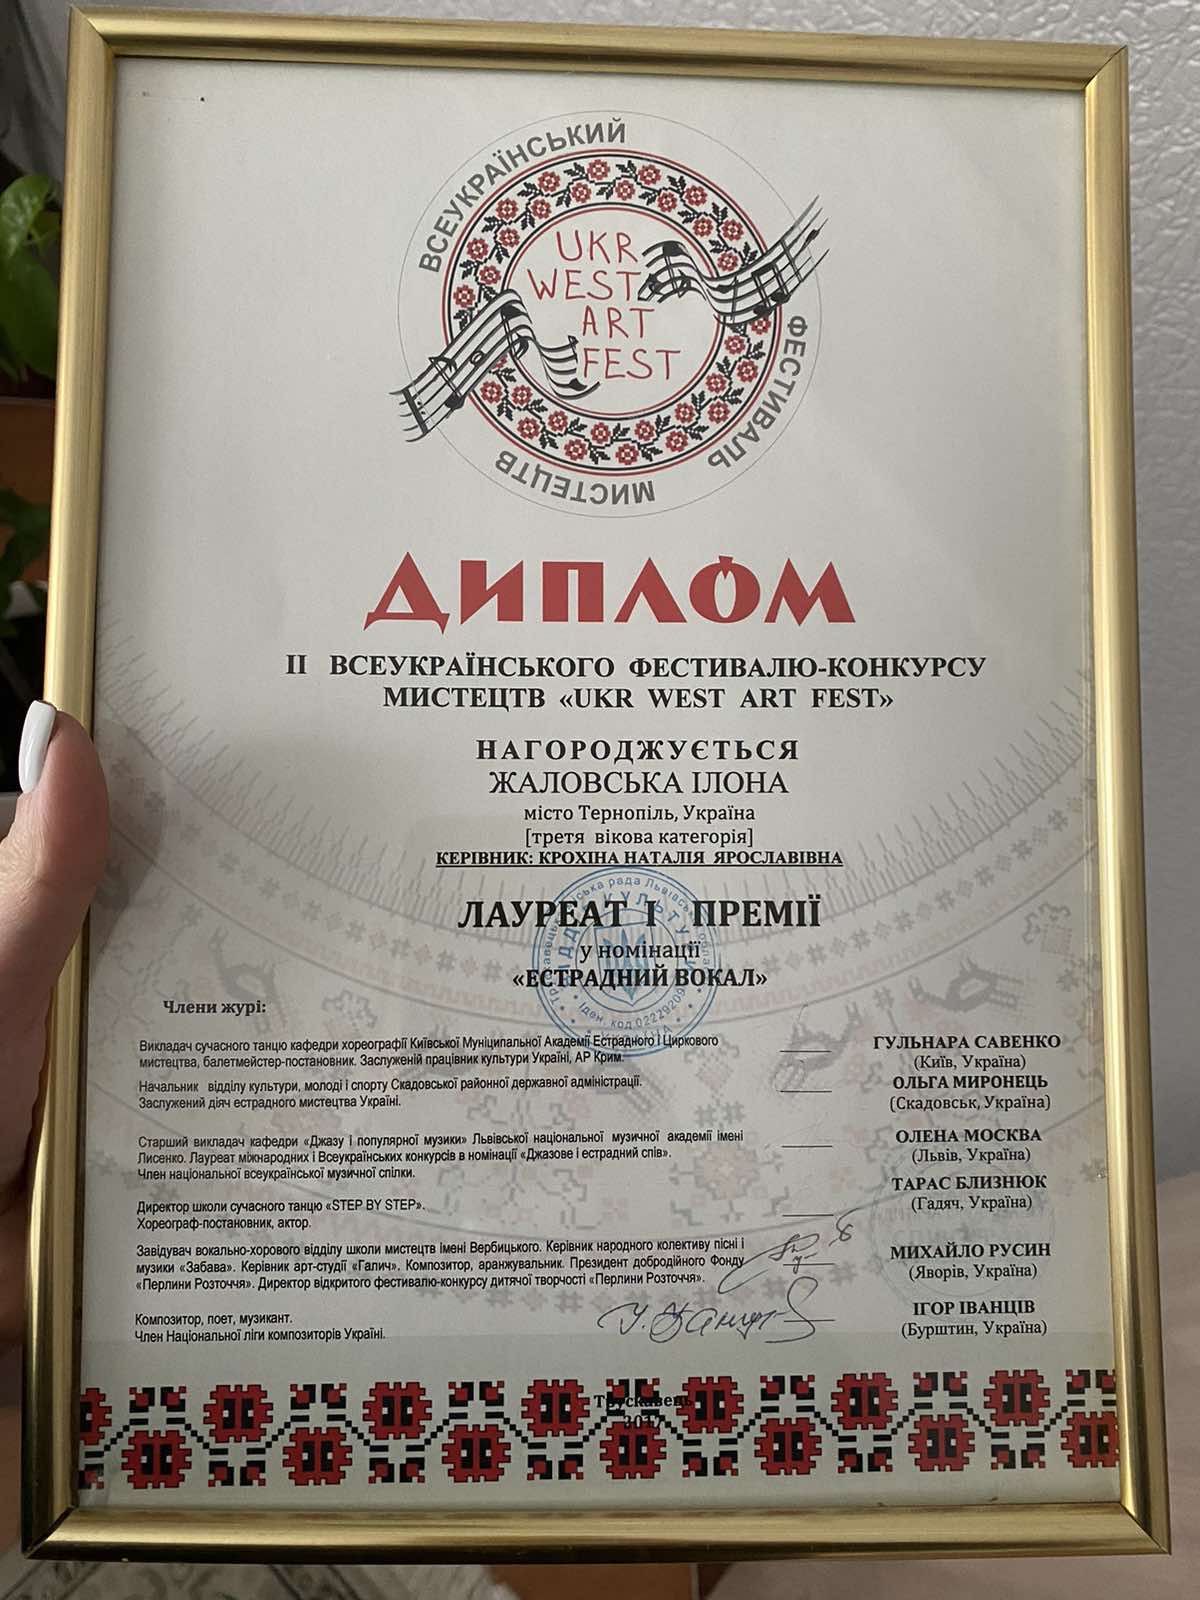 ВСЕУКРАЇНСЬКИЙ
ФЕСТИВАЛЬ
МИСТЕЦТВ
UKR
WEST
ART
FEST
ДИПЛОМ
II ВСЕУКРАЇНСЬКОГО ФЕСТИВАЛЮ-КОНКУРСУ
МИСТЕЦТВ «UKR WEST ART FEST»
НАГОРОДЖУЄТЬСЯ
ЖАЛОВСЬКА ІЛОНА
місто Тернопіль, Україна
[третя вікова категорія]
КЕРІВНИК: КРОХІНА НАТАЛІЯ ЯРОСЛАВІВНА
ЛАУРЕАТ І ПРЕМІЇ
у номінації
«ЕСТРАДНИЙ ВОКАЛ»
Члени журі:
Викладач сучасного танцю кафедри хореографії Київської Муніципальної Академії Естрадного і Циркового
мистецтва, балетмейстер-постановник. Заслужений працівник культури Україні, АР Крим.
ГУЛЬНАРА САВЕНКО
(Київ, Україна)
Начальник відділу культури, молоді і спорту Скадовської районної державної адміністрації.
Заслужений діяч естрадного мистецтва Україні.
ОЛЬГА МИРОНЕЦЬ
(Скадовськ, Україна)
Старший викладач кафедри «Джазу і популярної музики» Львівської національної музичної академії імені
Лисенко. Лауреат міжнародних і Всеукраїнських конкурсів в номінації «Джазове і естрадний спів».
Член національної всеукраїнської музичної спілки.
ОЛЕНА МОСКВА
(Львів, Україна)
Директор школи сучасного танцю «STEP BY STEP».
Хореограф-постановник, актор.
ТАРАС БЛИЗНЮК
(Гадяч, Україна)
Завідувач вокально-хорового відділу школи мистецтв імені Вербицького. Керівник народного колективу пісні і
музики «Забава». Керівник арт-студії «Галич». Композитор, аранжувальник. Президент добродійного Фонду
«Перлини Розточчя». Директор відкритого фестивалю-конкурсу дитячої творчості «Перлини Розточчя».
МИХАЙЛО РУСИН
(Яворів, Україна)
Композитор, поет, музикант.
Член Національної ліги композиторів Україні.
ІГОР ІВАНЦІВ
(Бурштин, Україна)
Трускавець